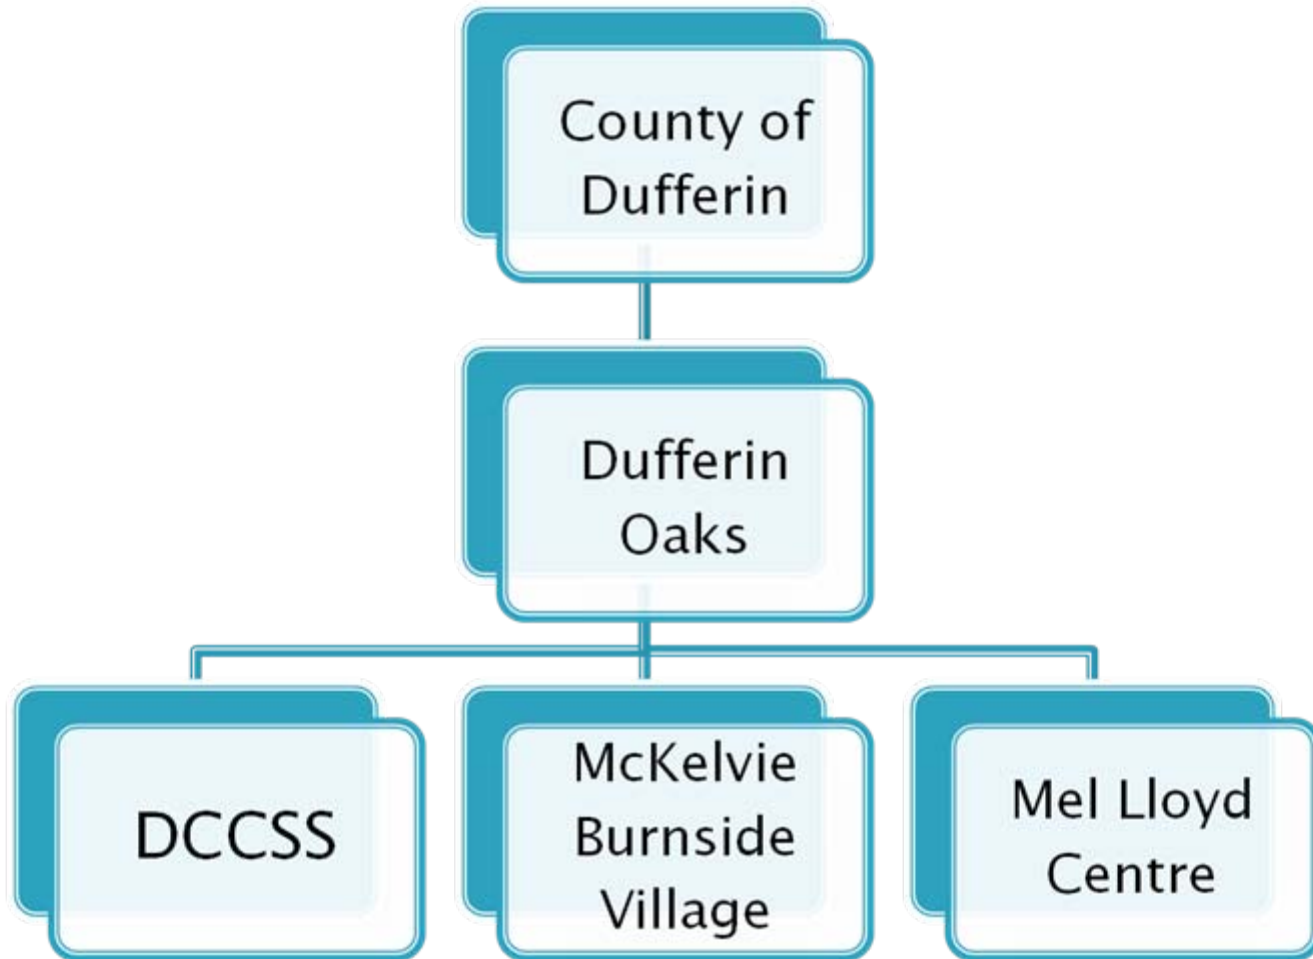 County of
Dufferin
Dufferin
Oaks
DCCSS
McKelvie
Burnside
Village
Mel Lloyd
Centre